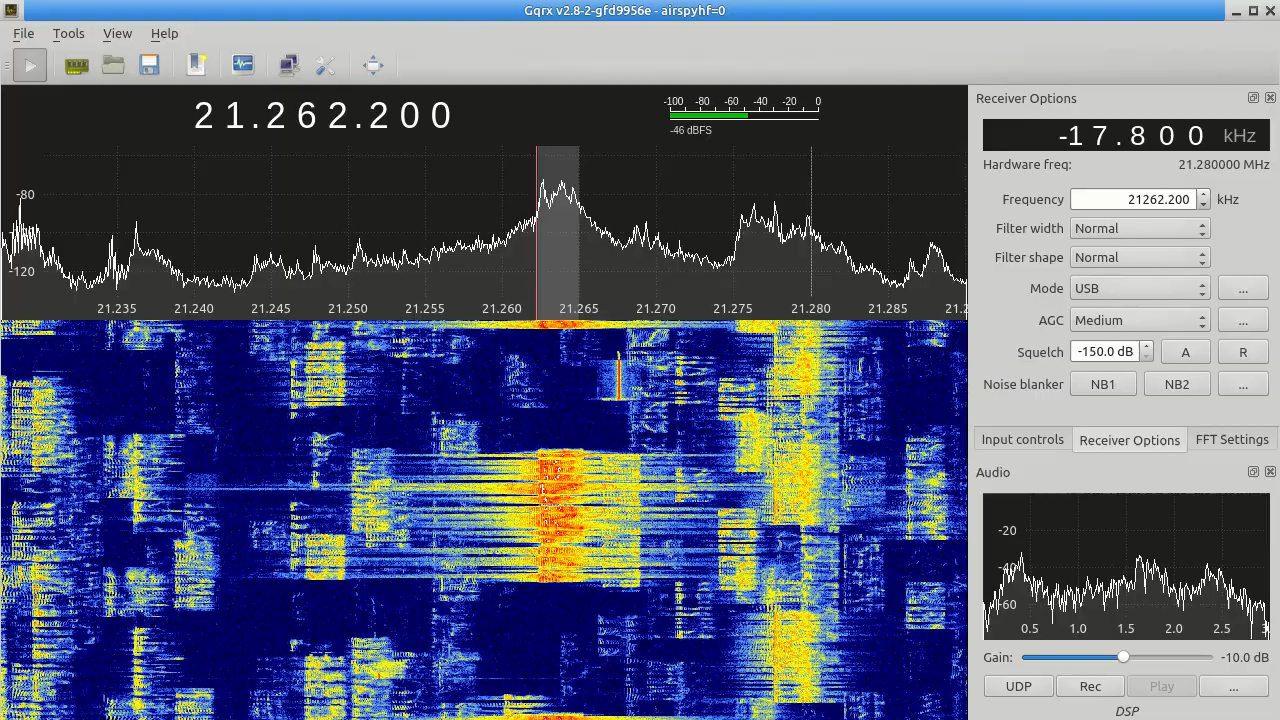 Gqrx v2.8-2-gfd9956e - airspyhf=0
File Tools View Help
21.262.200
-100 -80 -60 -40 -20 0
-46 dBFS
-80
-120
21.235 21.240 21.245 21.250 21.255 21.260 21.265 21.270 21.275 21.280 21.285
Receiver Options
-17.800 kHz
Hardware freq: 21.280000 MHz
Frequency 21262.200 kHz
Filter width Normal
Filter shape Normal
Mode USB ...
AGC Medium ...
Squelch -150.0 dB A R
Noise blanker NB1 NB2 ...
Input controls Receiver Options FFT Settings
Audio
-20
-40
-60
0.5 1.0 1.5 2.0 2.5
Gain: -10.0 dB
UDP Rec Play ...
DSP